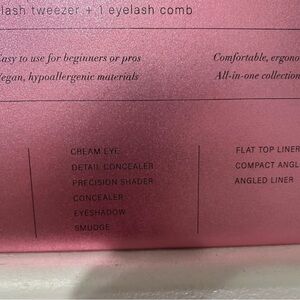 lash tweezer + 1 eyelash comb
Easy to use for beginners or pros
Vegan, hypoallergenic materials
Comfortable, ergono
All-in-one collection
CREAM EYE
DETAIL CONCEALER
PRECISION SHADER
CONCEALER
EYESHADOW
SMUDGE
FLAT TOP LINER
COMPACT ANGL
ANGLED LINER